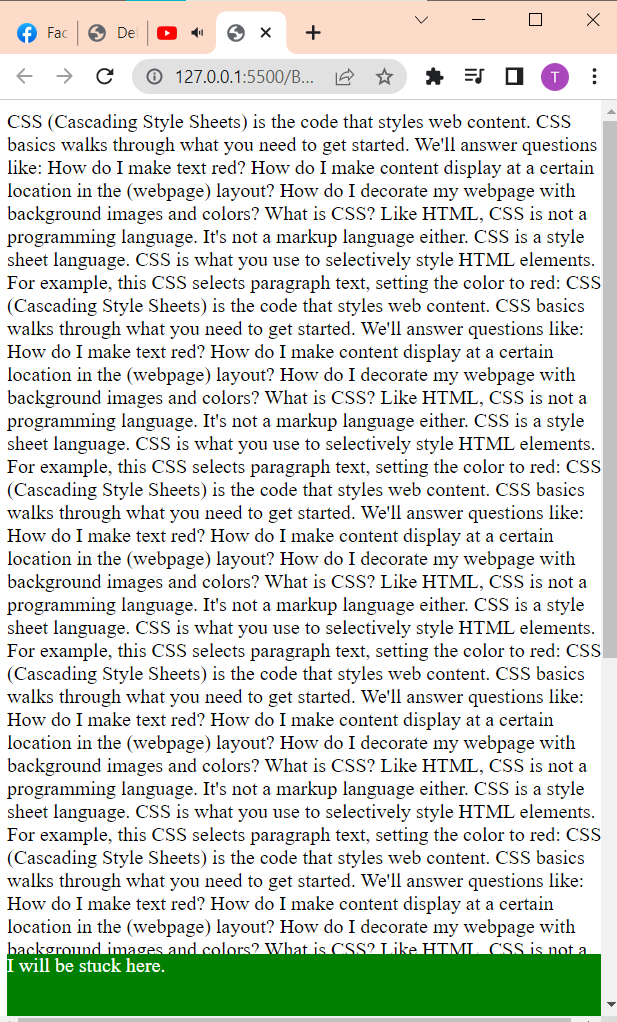 Fac
Del
127.0.0.1:5500/B...
T
CSS (Cascading Style Sheets) is the code that styles web content. CSS
basics walks through what you need to get started. We'll answer questions
like: How do I make text red? How do I make content display at a certain
location in the (webpage) layout? How do I decorate my webpage with
background images and colors? What is CSS? Like HTML, CSS is not a
programming language. It's not a markup language either. CSS is a style
sheet language. CSS is what you use to selectively style HTML elements.
For example, this CSS selects paragraph text, setting the color to red: CSS
(Cascading Style Sheets) is the code that styles web content. CSS basics
walks through what you need to get started. We'll answer questions like:
How do I make text red? How do I make content display at a certain
location in the (webpage) layout? How do I decorate my webpage with
background images and colors? What is CSS? Like HTML, CSS is not a
programming language. It's not a markup language either. CSS is a style
sheet language. CSS is what you use to selectively style HTML elements.
For example, this CSS selects paragraph text, setting the color to red: CSS
(Cascading Style Sheets) is the code that styles web content. CSS basics
walks through what you need to get started. We'll answer questions like:
How do I make text red? How do I make content display at a certain
location in the (webpage) layout? How do I decorate my webpage with
background images and colors? What is CSS? Like HTML, CSS is not a
programming language. It's not a markup language either. CSS is a style
sheet language. CSS is what you use to selectively style HTML elements.
For example, this CSS selects paragraph text, setting the color to red: CSS
(Cascading Style Sheets) is the code that styles web content. CSS basics
walks through what you need to get started. We'll answer questions like:
How do I make text red? How do I make content display at a certain
location in the (webpage) layout? How do I decorate my webpage with
background images and colors? What is CSS? Like HTML, CSS is not a
programming language. It's not a markup language either. CSS is a style
sheet language. CSS is what you use to selectively style HTML elements.
For example, this CSS selects paragraph text, setting the color to red: CSS
(Cascading Style Sheets) is the code that styles web content. CSS basics
walks through what you need to get started. We'll answer questions like:
How do I make text red? How do I make content display at a certain
location in the (webpage) layout? How do I decorate my webpage with
background images and colors? What is CSS? Like HTML, CSS is not a
I will be stuck here.